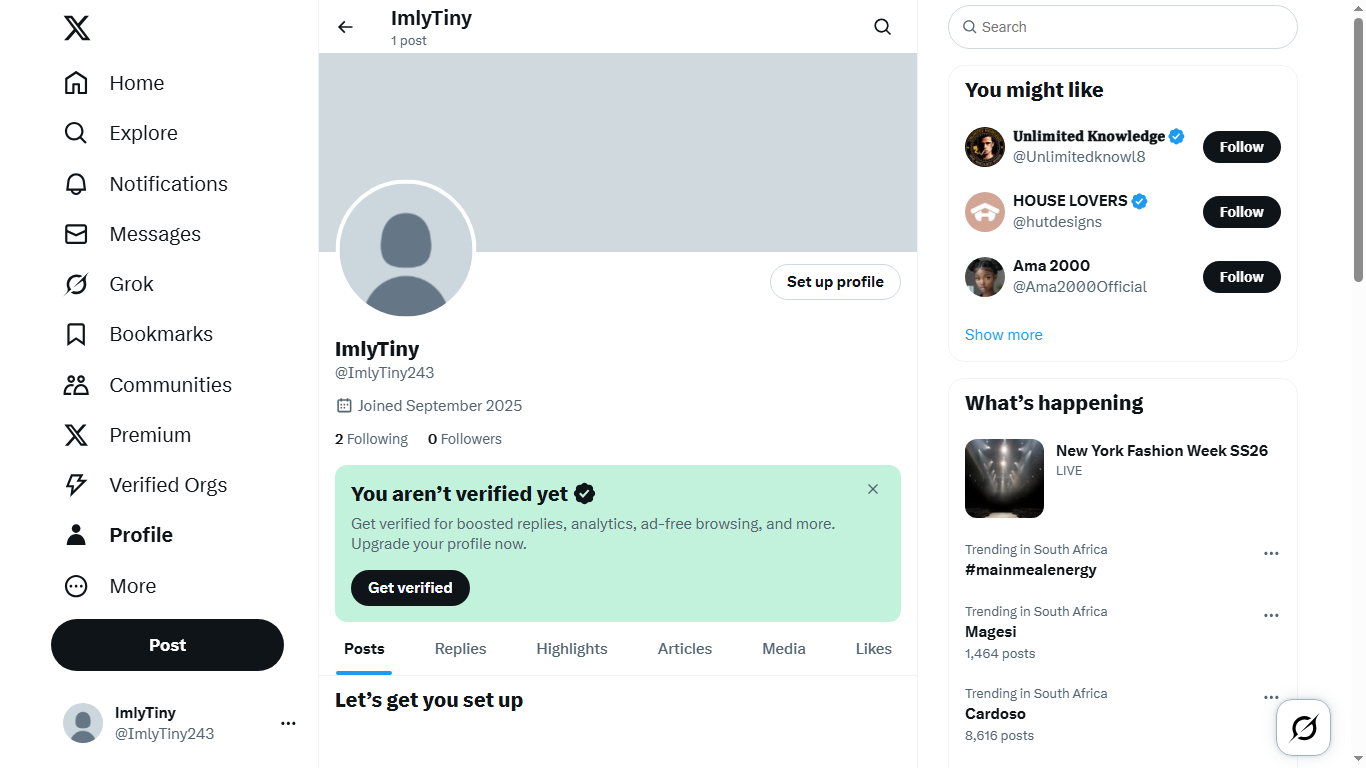 Home
Explore
Notifications
Messages
Grok
Bookmarks
Communities
Premium
Verified Orgs
Profile
More
Post
ImlyTiny
@ImlyTiny243
ImlyTiny
1 post
Set up profile
ImlyTiny
@ImlyTiny243
Joined September 2025
2 Following 0 Followers
You aren’t verified yet
Get verified for boosted replies, analytics, ad-free browsing, and more.
Upgrade your profile now.
Get verified
Posts Replies Highlights Articles Media Likes
Let’s get you set up
Search
You might like
Unlimited Knowledge
@Unlimitedknowl8
Follow
HOUSE LOVERS
@hutdesigns
Follow
Ama 2000
@Ama2000Official
Follow
Show more
What’s happening
New York Fashion Week SS26
LIVE
Trending in South Africa
#mainmealenergy
Trending in South Africa
Magesi
1,464 posts
Trending in South Africa
Cardoso
8,616 posts